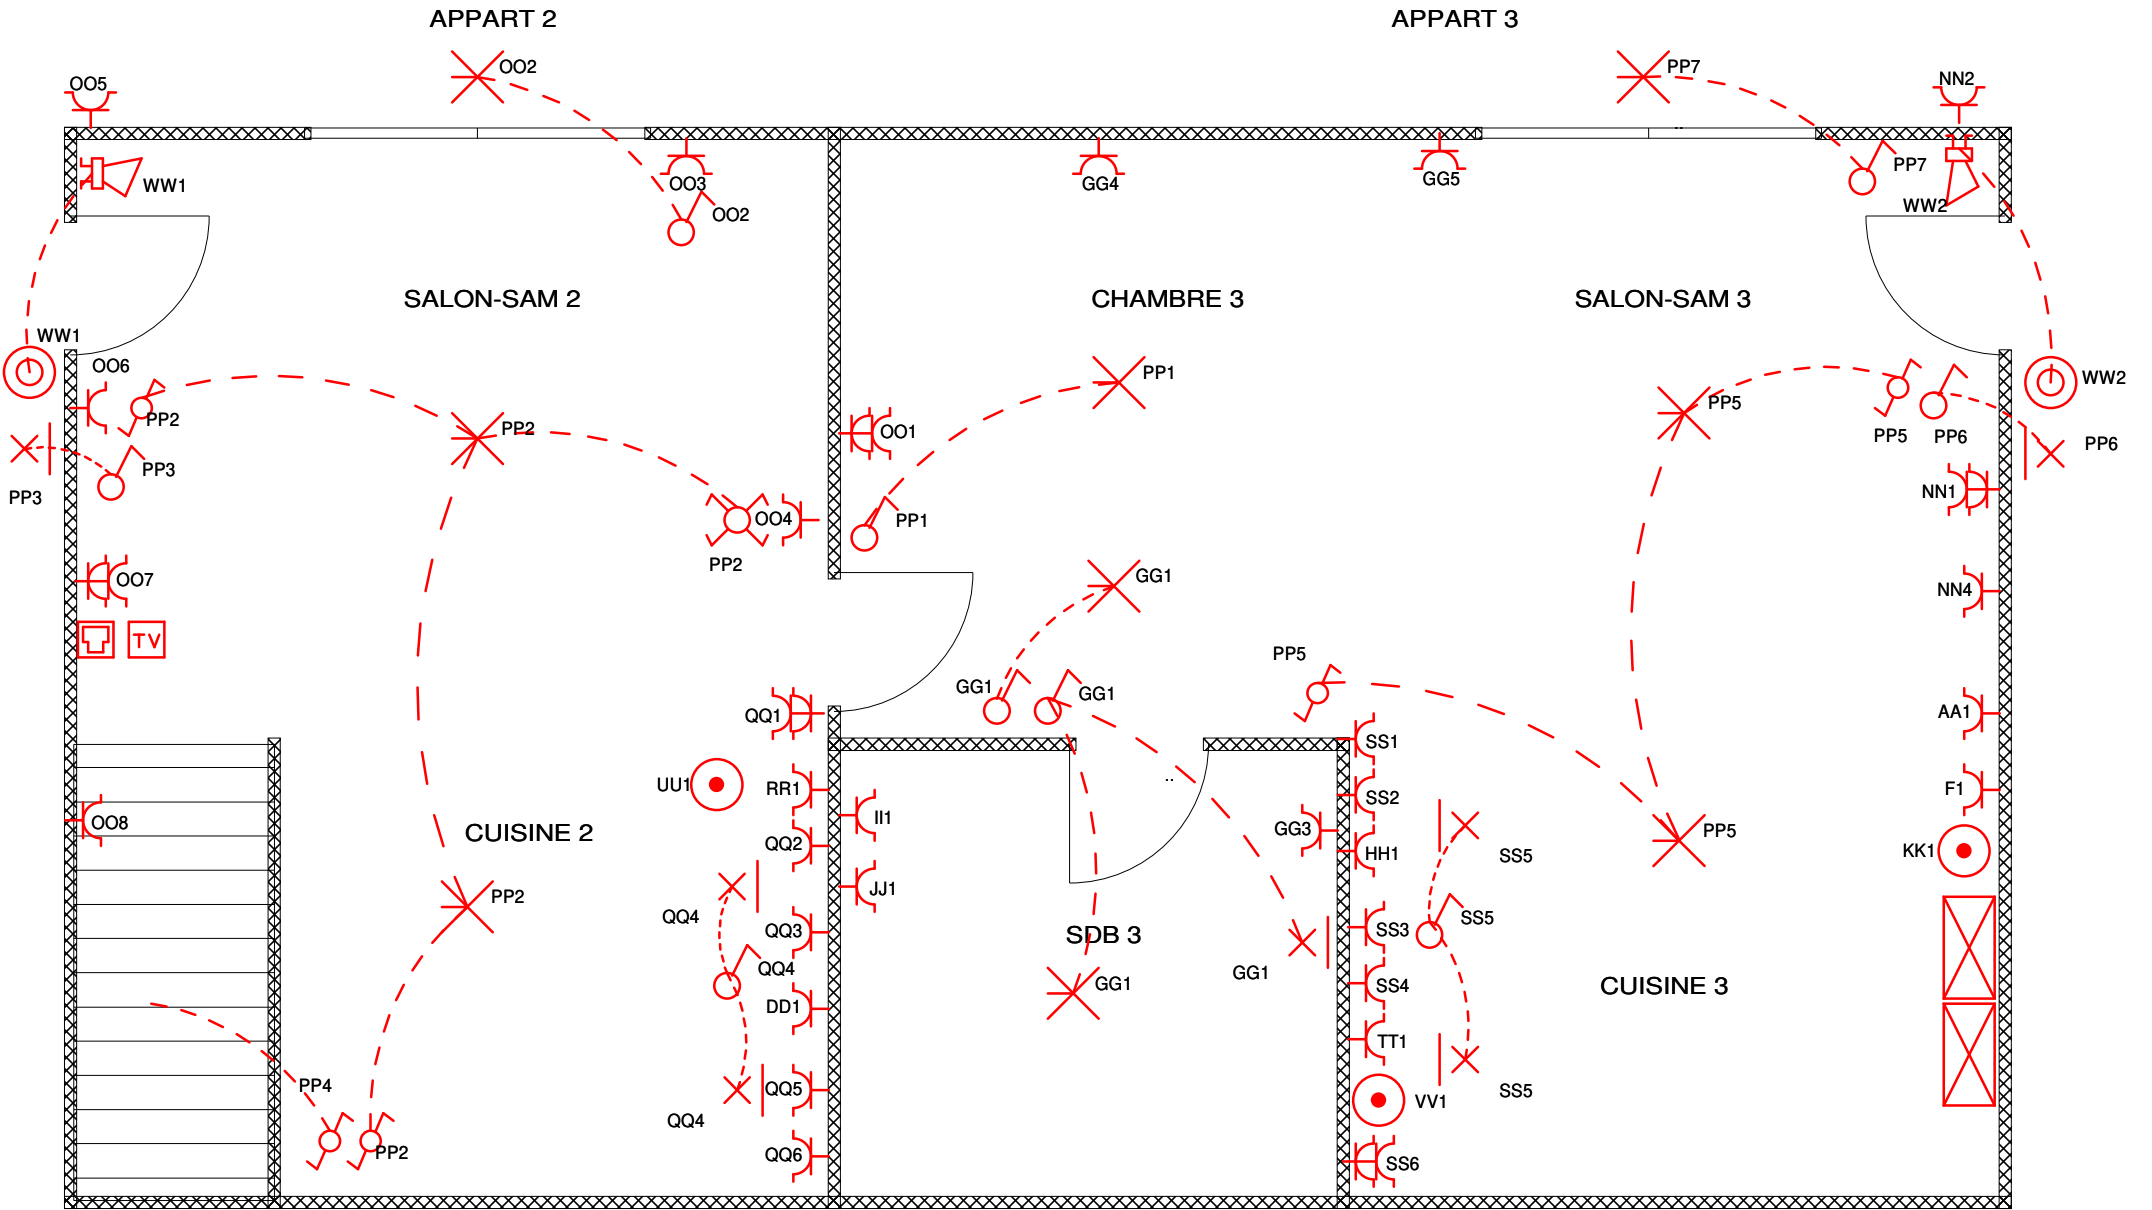 APPART 2
APPART 3
OO2
PP7
OO5
NN2
WW1
OO3
OO2
GG4
GG5
PP7
WW2
SALON-SAM 2
CHAMBRE 3
SALON-SAM 3
WW1
OO6
PP2
PP3
PP3
PP2
PP1
OO1
PP5
PP5
PP6
WW2
PP6
NN1
OO4
PP2
PP1
OO7
TV
GG1
NN4
PP5
GG1
GG1
QQ1
AA1
SS1
UU1
RR1
II1
SS2
F1
OO8
CUISINE 2
QQ2
GG3
HH1
SS5
PP5
KK1
JJ1
PP2
QQ4
QQ3
SDB 3
SS3
SS5
QQ4
GG1
GG1
SS4
CUISINE 3
DD1
TT1
PP4
QQ5
QQ4
VV1
SS5
PP2
QQ6
SS6